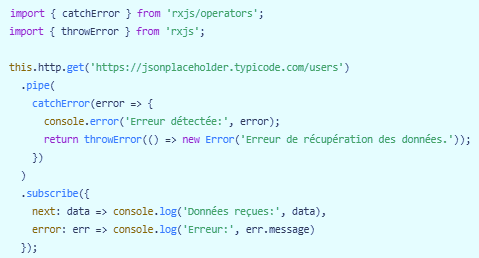 import { catchError } from 'rxjs/operators';
import { throwError } from 'rxjs';

this.http.get('https://jsonplaceholder.typicode.com/users')
  .pipe(
    catchError(error => {
      console.error('Erreur détectée:', error);
      return throwError(() => new Error('Erreur de récupération des données.'));
    })
  )
  .subscribe({
    next: data => console.log('Données reçues:', data),
    error: err => console.log('Erreur:', err.message)
  });